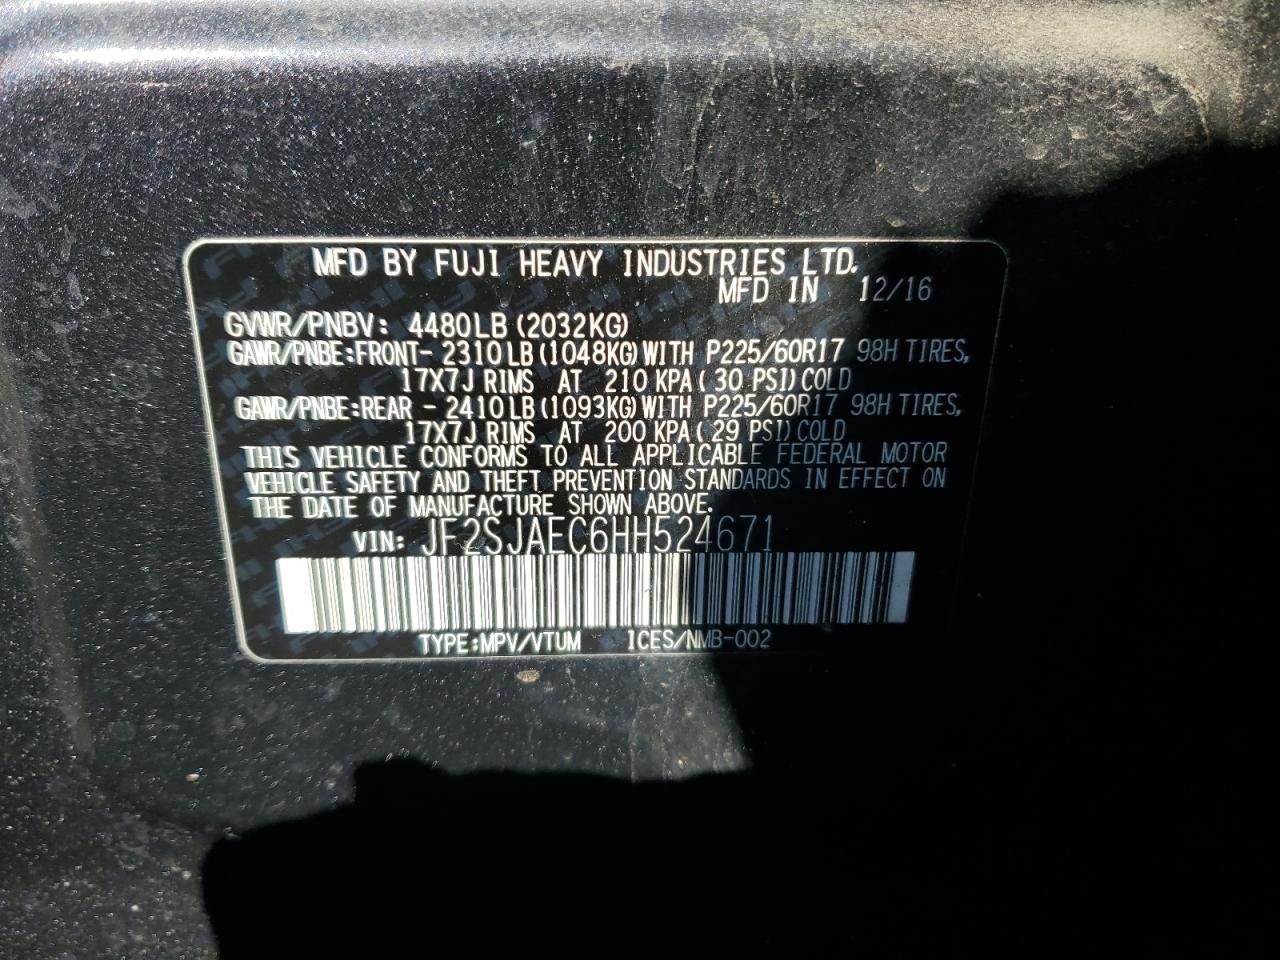 MFD BY FUJI HEAVY INDUSTRIES LTD.
MFD IN 12/16
GVWR/PNBV: 4480LB (2032KG)
GAWR/PNBE:FRONT- 2310LB (1048KG) WITH P225/60R17 98H TIRES,
17X7J RIMS AT 210 KPA ( 30 PSI) COLD
GAWR/PNBE:REAR - 2410LB (1093KG) WITH P225/60R17 98H TIRES,
17X7J RIMS AT 200 KPA ( 29 PSI) COLD
THIS VEHICLE CONFORMS TO ALL APPLICABLE FEDERAL MOTOR
VEHICLE SAFETY AND THEFT PREVENTION STANDARDS IN EFFECT ON
THE DATE OF MANUFACTURE SHOWN ABOVE.
VIN: JF2SJAEC6HH524671
TYPE:MPV/VTUM ICES/NMB-002